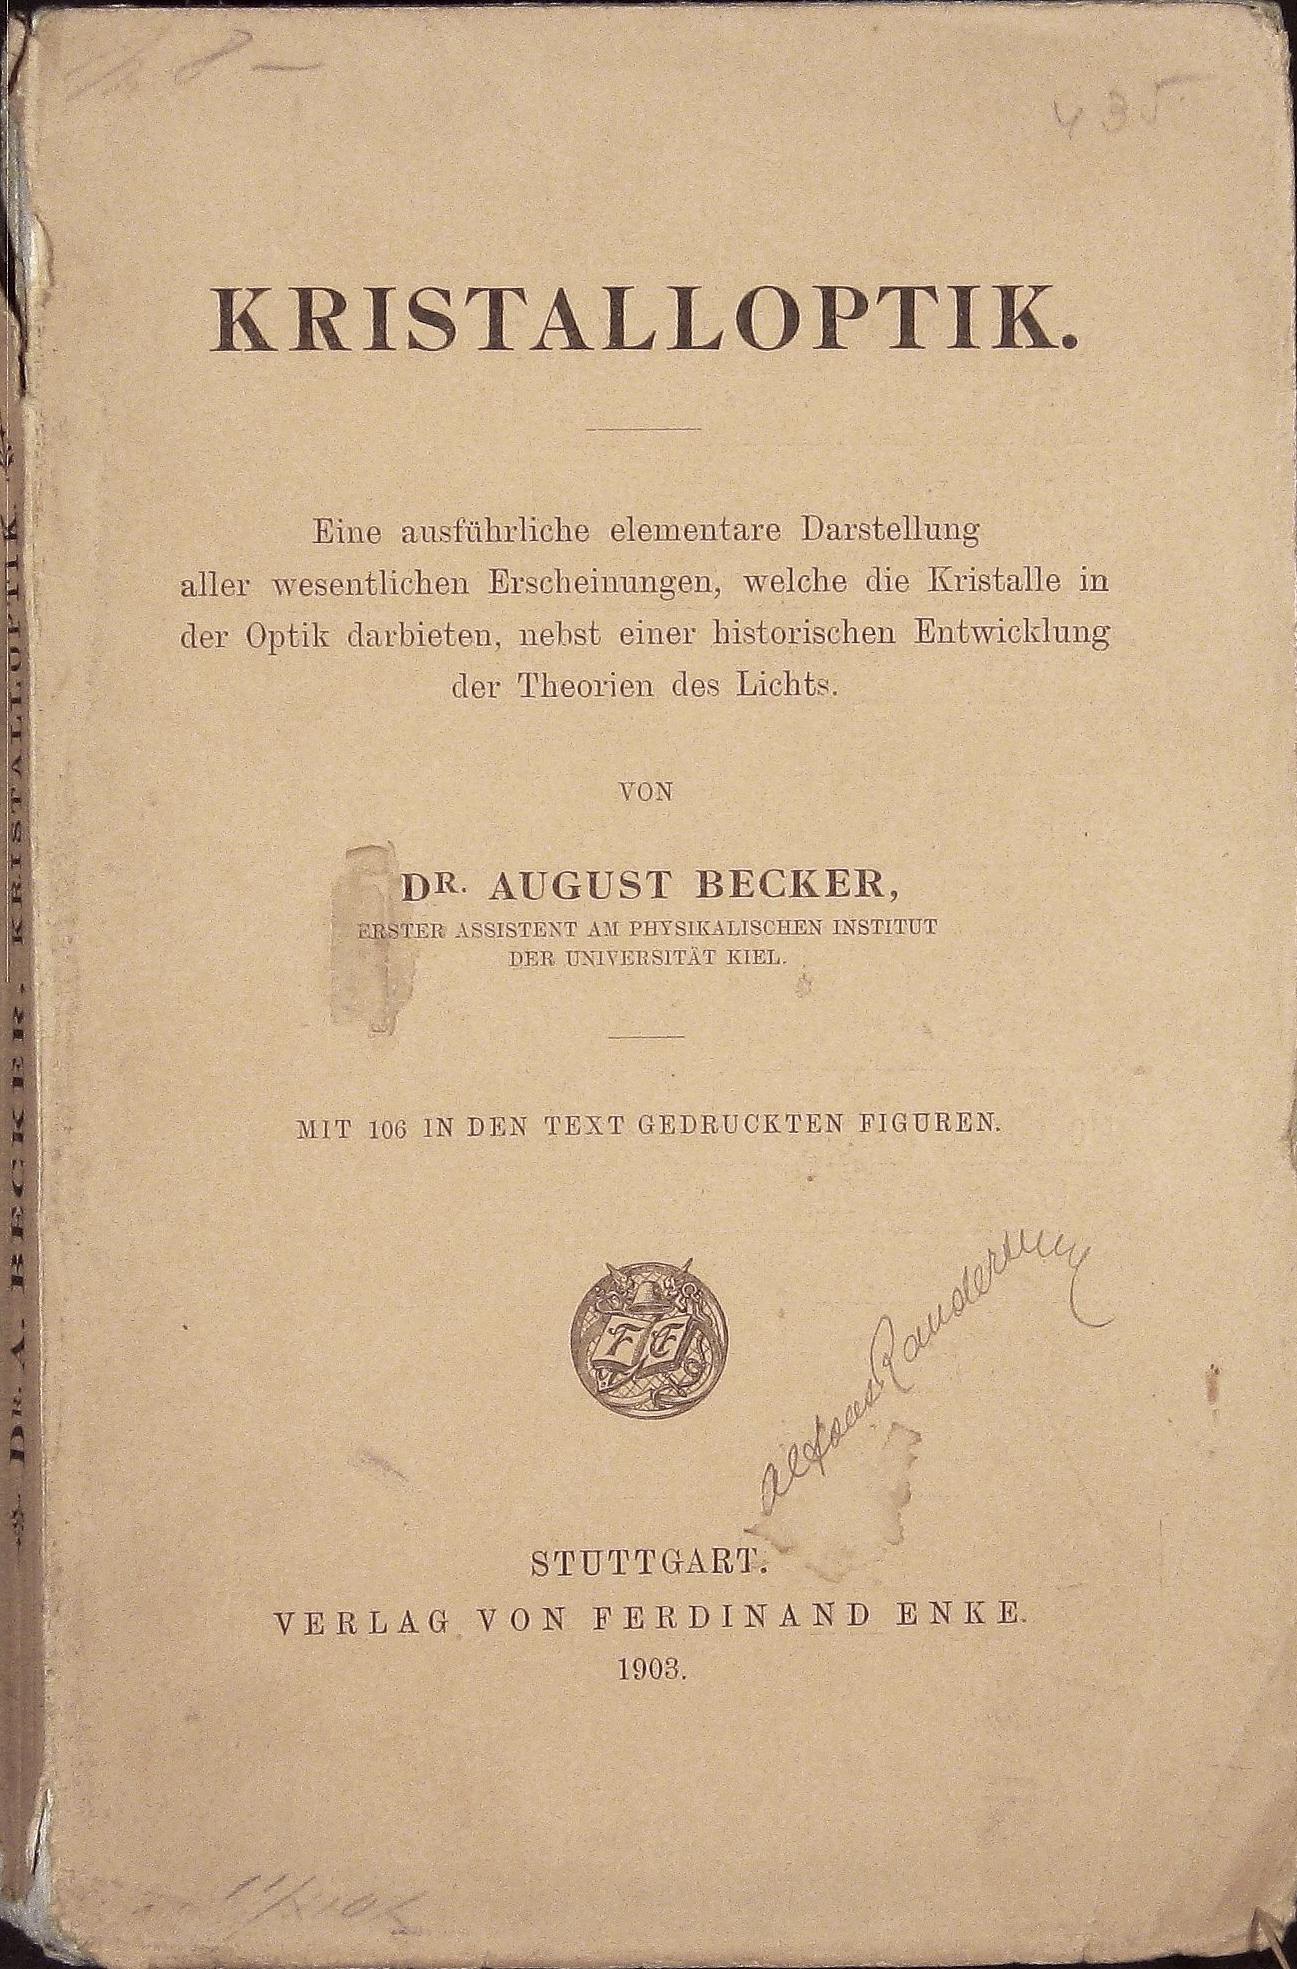 435
KRISTALLOPTIK.
Eine ausführliche elementare Darstellung
aller wesentlichen Erscheinungen, welche die Kristalle in
der Optik darbieten, nebst einer historischen Entwicklung
der Theorien des Lichts.
VON
DR. AUGUST BECKER,
ERSTER ASSISTENT AM PHYSIKALISCHEN INSTITUT
DER UNIVERSITÄT KIEL.
MIT 106 IN DEN TEXT GEDRUCKTEN FIGUREN.
F E
STUTTGART.
VERLAG VON FERDINAND ENKE.
1903.
DR. A. BECKER, KRISTALLOPTIK